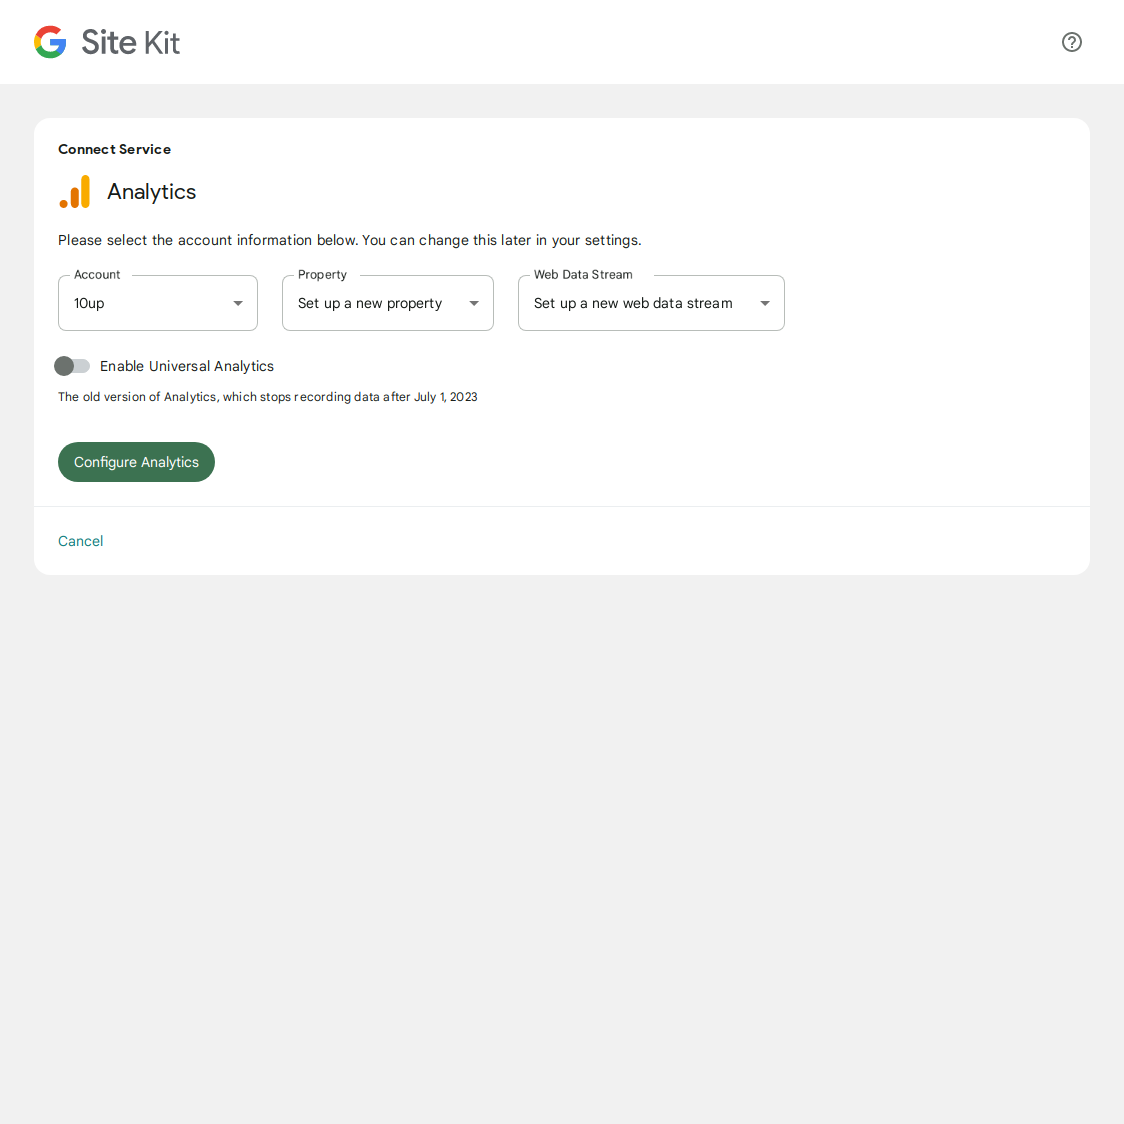 Site Kit
Connect Service
Analytics
Please select the account information below. You can change this later in your settings.
Account
10up
Property
Set up a new property
Web Data Stream
Set up a new web data stream
Enable Universal Analytics
The old version of Analytics, which stops recording data after July 1, 2023
Configure Analytics
Cancel